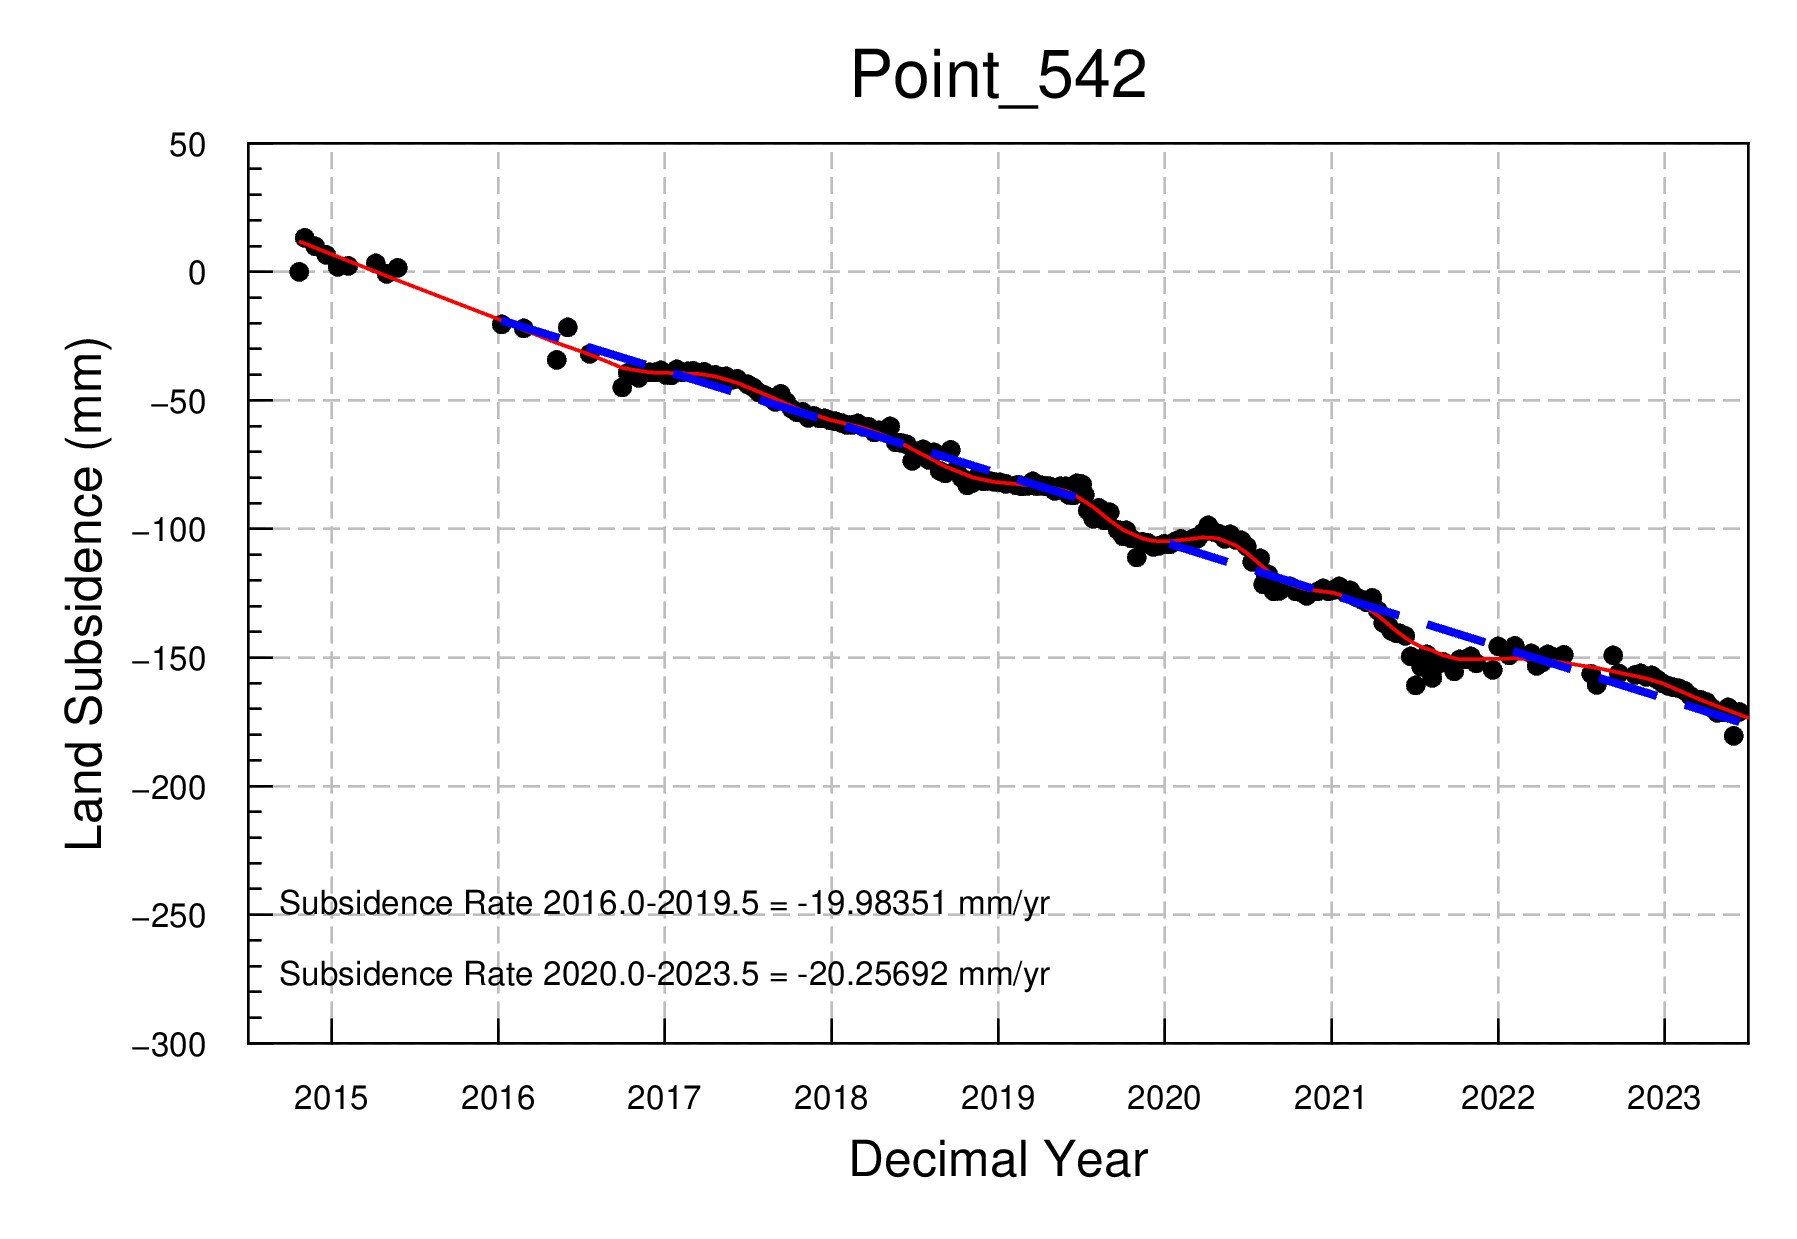 Point_542
50
0
−50
−100
−150
−200
−250
−300
Land Subsidence (mm)
Subsidence Rate 2016.0-2019.5 = -19.98351 mm/yr
Subsidence Rate 2020.0-2023.5 = -20.25692 mm/yr
2015 2016 2017 2018 2019 2020 2021 2022 2023
Decimal Year